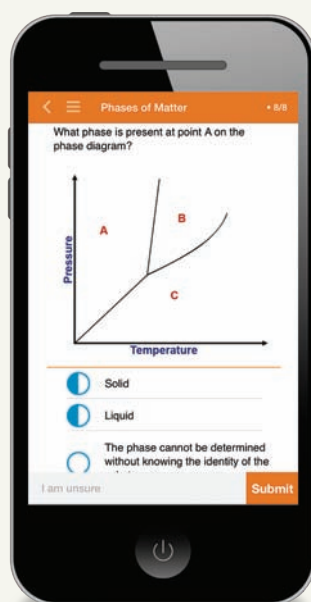 Phases of Matter
• 8/8
What phase is present at point A on the
phase diagram?
A
B
C
Pressure
Temperature
Solid
Liquid
The phase cannot be determined
without knowing the identity of the
I am unsure
Submit